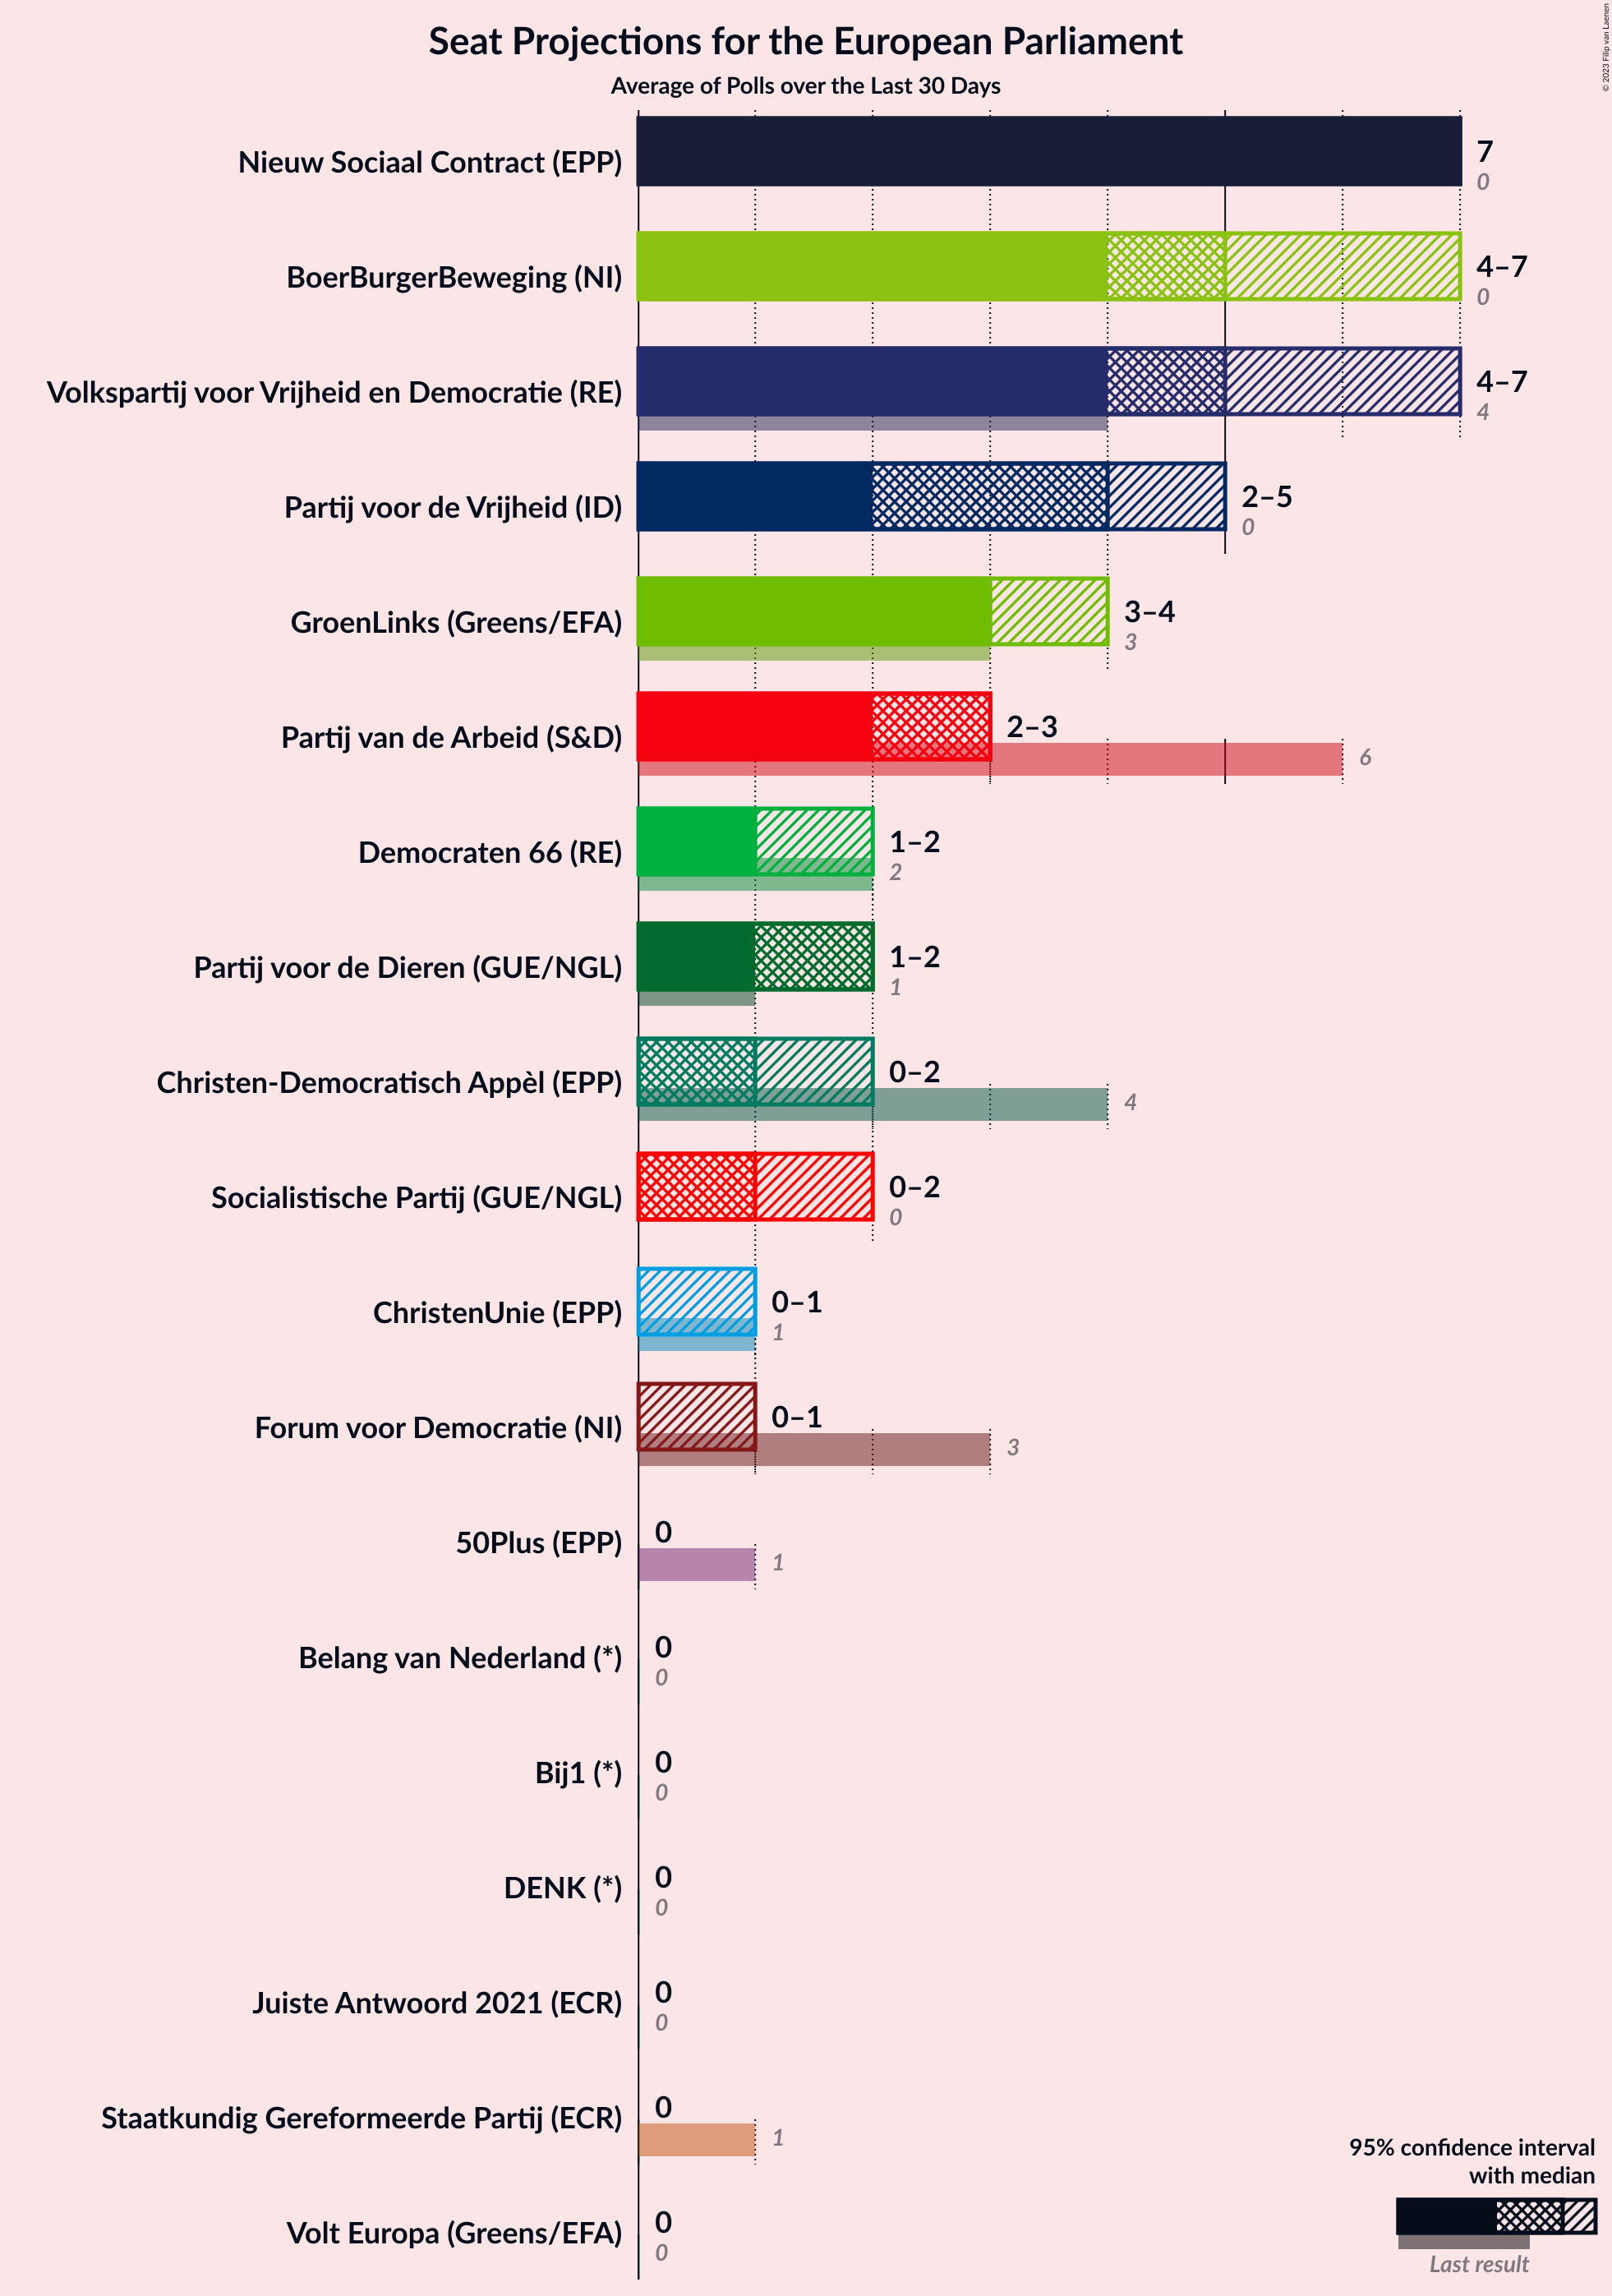 Seat Projections for the European Parliament
Average of Polls over the Last 30 Days
© 2023 Filip van Laenen
Nieuw Sociaal Contract (EPP)
7
0
BoerBurgerBeweging (NI)
4–7
0
Volkspartij voor Vrijheid en Democratie (RE)
4–7
4
Partij voor de Vrijheid (ID)
2–5
0
GroenLinks (Greens/EFA)
3–4
3
Partij van de Arbeid (S&D)
2–3
6
Democraten 66 (RE)
1–2
2
Partij voor de Dieren (GUE/NGL)
1–2
1
Christen-Democratisch Appèl (EPP)
0–2
4
Socialistische Partij (GUE/NGL)
0–2
0
ChristenUnie (EPP)
0–1
1
Forum voor Democratie (NI)
0–1
3
50Plus (EPP)
0
1
Belang van Nederland (*)
0
0
Bij1 (*)
0
0
DENK (*)
0
0
Juiste Antwoord 2021 (ECR)
0
0
Staatkundig Gereformeerde Partij (ECR)
0
1
Volt Europa (Greens/EFA)
0
0
95% confidence interval
with median
Last result